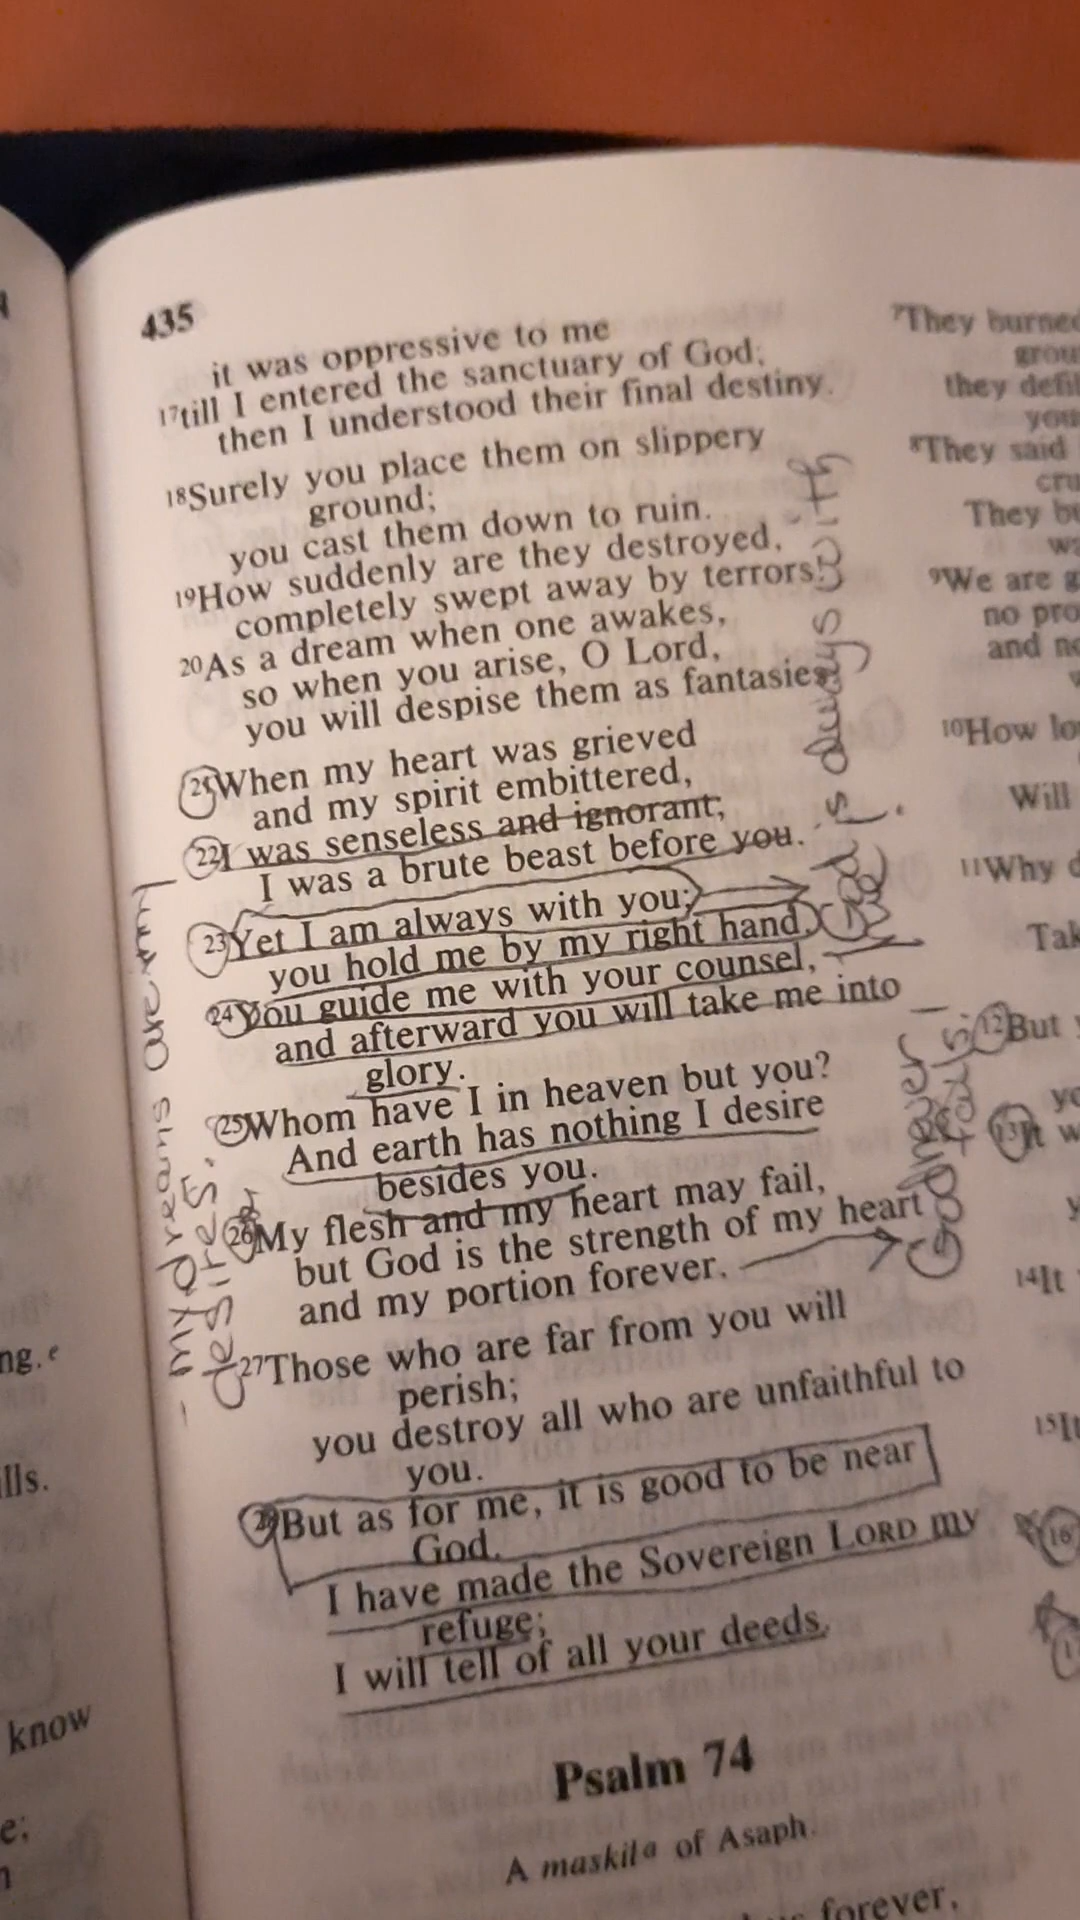 435
it was oppressive to me
17till I entered the sanctuary of God;
then I understood their final destiny.
18Surely you place them on slippery
ground;
you cast them down to ruin.
19How suddenly are they destroyed,
completely swept away by terrors!
20As a dream when one awakes,
so when you arise, O Lord,
you will despise them as fantasies.
21When my heart was grieved
and my spirit embittered,
22I was senseless and ignorant;
I was a brute beast before you.
23Yet I am always with you;
you hold me by my right hand.
24You guide me with your counsel,
and afterward you will take me into
glory.
25Whom have I in heaven but you?
And earth has nothing I desire
besides you.
26My flesh and my heart may fail,
but God is the strength of my heart
and my portion forever.
27Those who are far from you will
perish;
you destroy all who are unfaithful to
you.
28But as for me, it is good to be near
God.
I have made the Sovereign LORD my
refuge;
I will tell of all your deeds.
Psalm 74
A maskila of Asaph.
forever,
God is always with
me
God never
fails
- my dreams
desires.
7They burned
they
8They said
They
9We are
no
and
10How
Will
11Why
12But
13It
14It
15It
16
ng.e
know